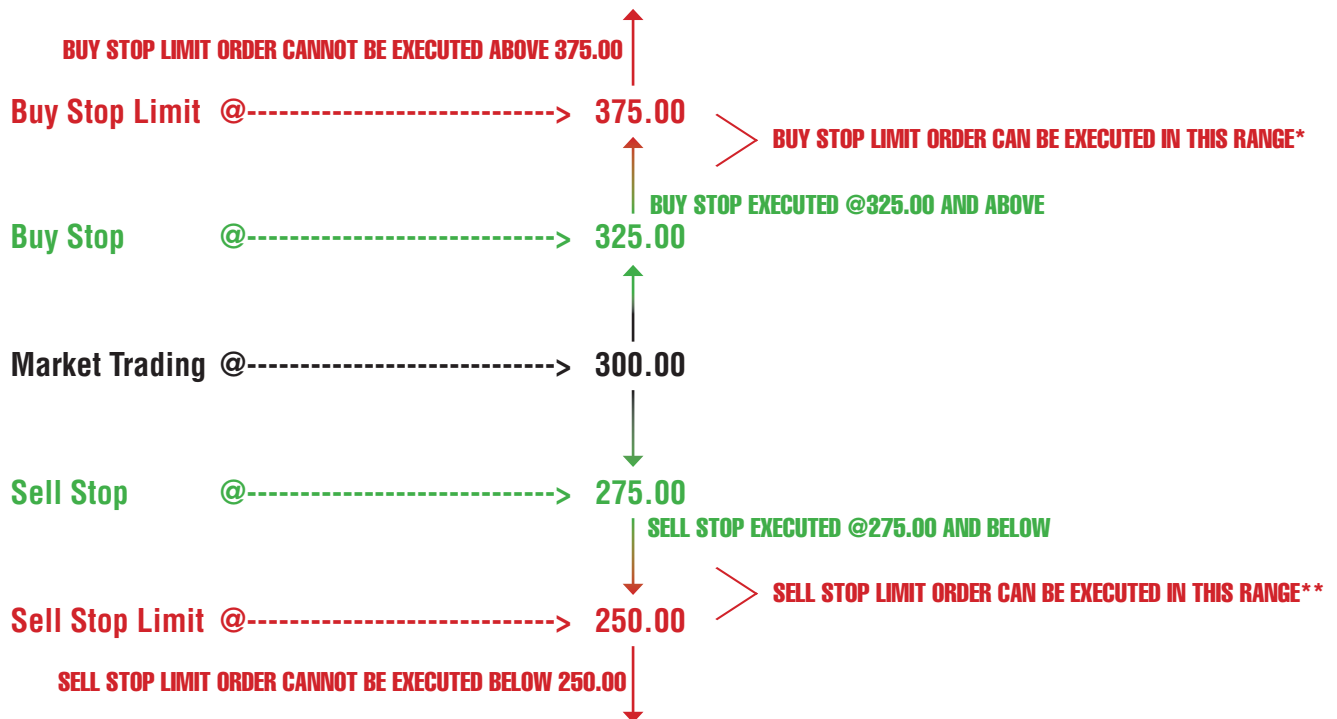 BUY STOP LIMIT ORDER CANNOT BE EXECUTED ABOVE 375.00
Buy Stop Limit @-----------------------------> 375.00
BUY STOP LIMIT ORDER CAN BE EXECUTED IN THIS RANGE*
BUY STOP EXECUTED @325.00 AND ABOVE
Buy Stop @-----------------------------> 325.00
Market Trading @-----------------------------> 300.00
Sell Stop @-----------------------------> 275.00
SELL STOP EXECUTED @275.00 AND BELOW
SELL STOP LIMIT ORDER CAN BE EXECUTED IN THIS RANGE**
Sell Stop Limit @-----------------------------> 250.00
SELL STOP LIMIT ORDER CANNOT BE EXECUTED BELOW 250.00